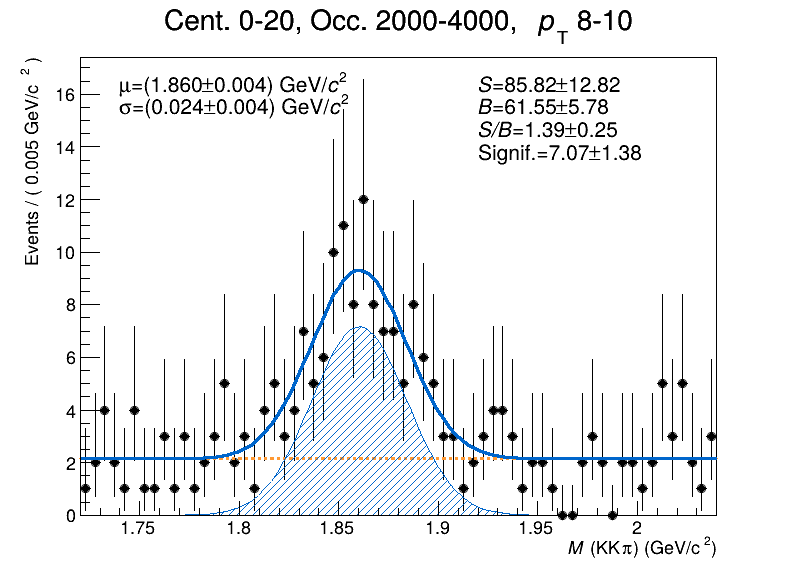 Cent. 0-20, Occ. 2000-4000, p_T 8-10
μ=(1.860±0.004) GeV/c²
σ=(0.024±0.004) GeV/c²
S=85.82±12.82
B=61.55±5.78
S/B=1.39±0.25
Signif.=7.07±1.38
Events / ( 0.005 GeV/c² )
16
14
12
10
8
6
4
2
0
1.75 1.8 1.85 1.9 1.95 2
M (KKπ) (GeV/c²)